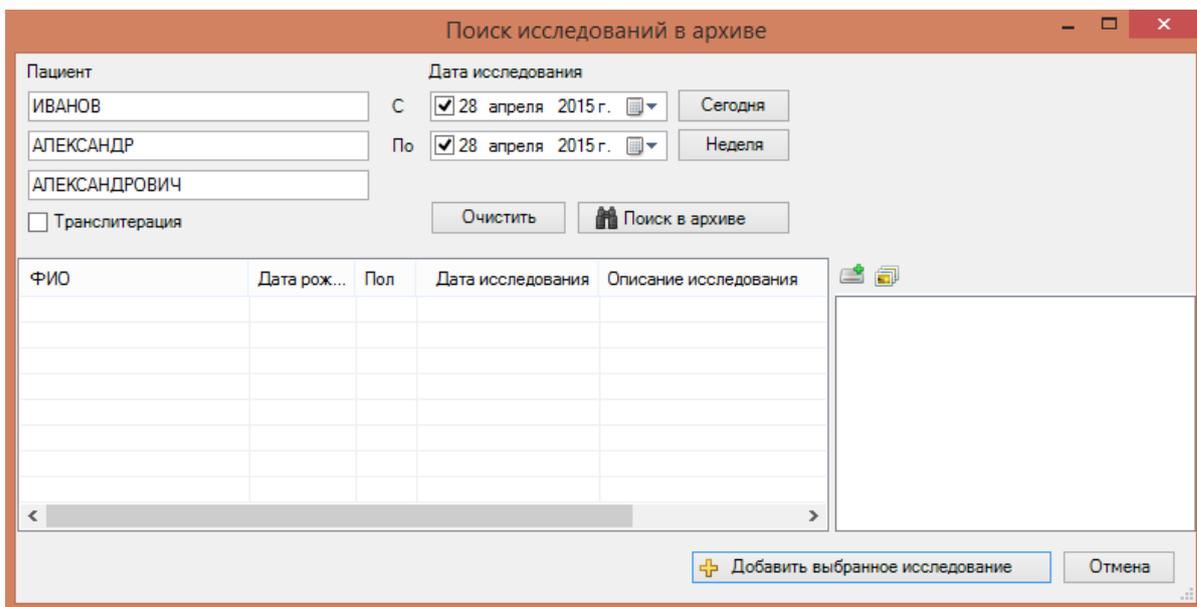 Поиск исследований в архиве
Пациент Дата исследования
ИВАНОВ С 28 апреля 2015 г. Сегодня
АЛЕКСАНДР По 28 апреля 2015 г. Неделя
АЛЕКСАНДРОВИЧ
Транслитерация Очистить Поиск в архиве
ФИО Дата рож... Пол Дата исследования Описание исследования
Добавить выбранное исследование Отмена